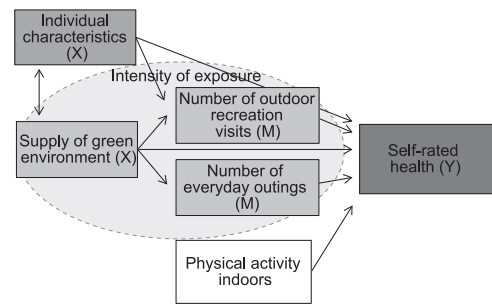 Individual
characteristics
(X)
Intensity of exposure
Number of outdoor
recreation
visits (M)
Supply of green
environment (X)
Self-rated
health (Y)
Number of
everyday outings
(M)
Physical activity
indoors